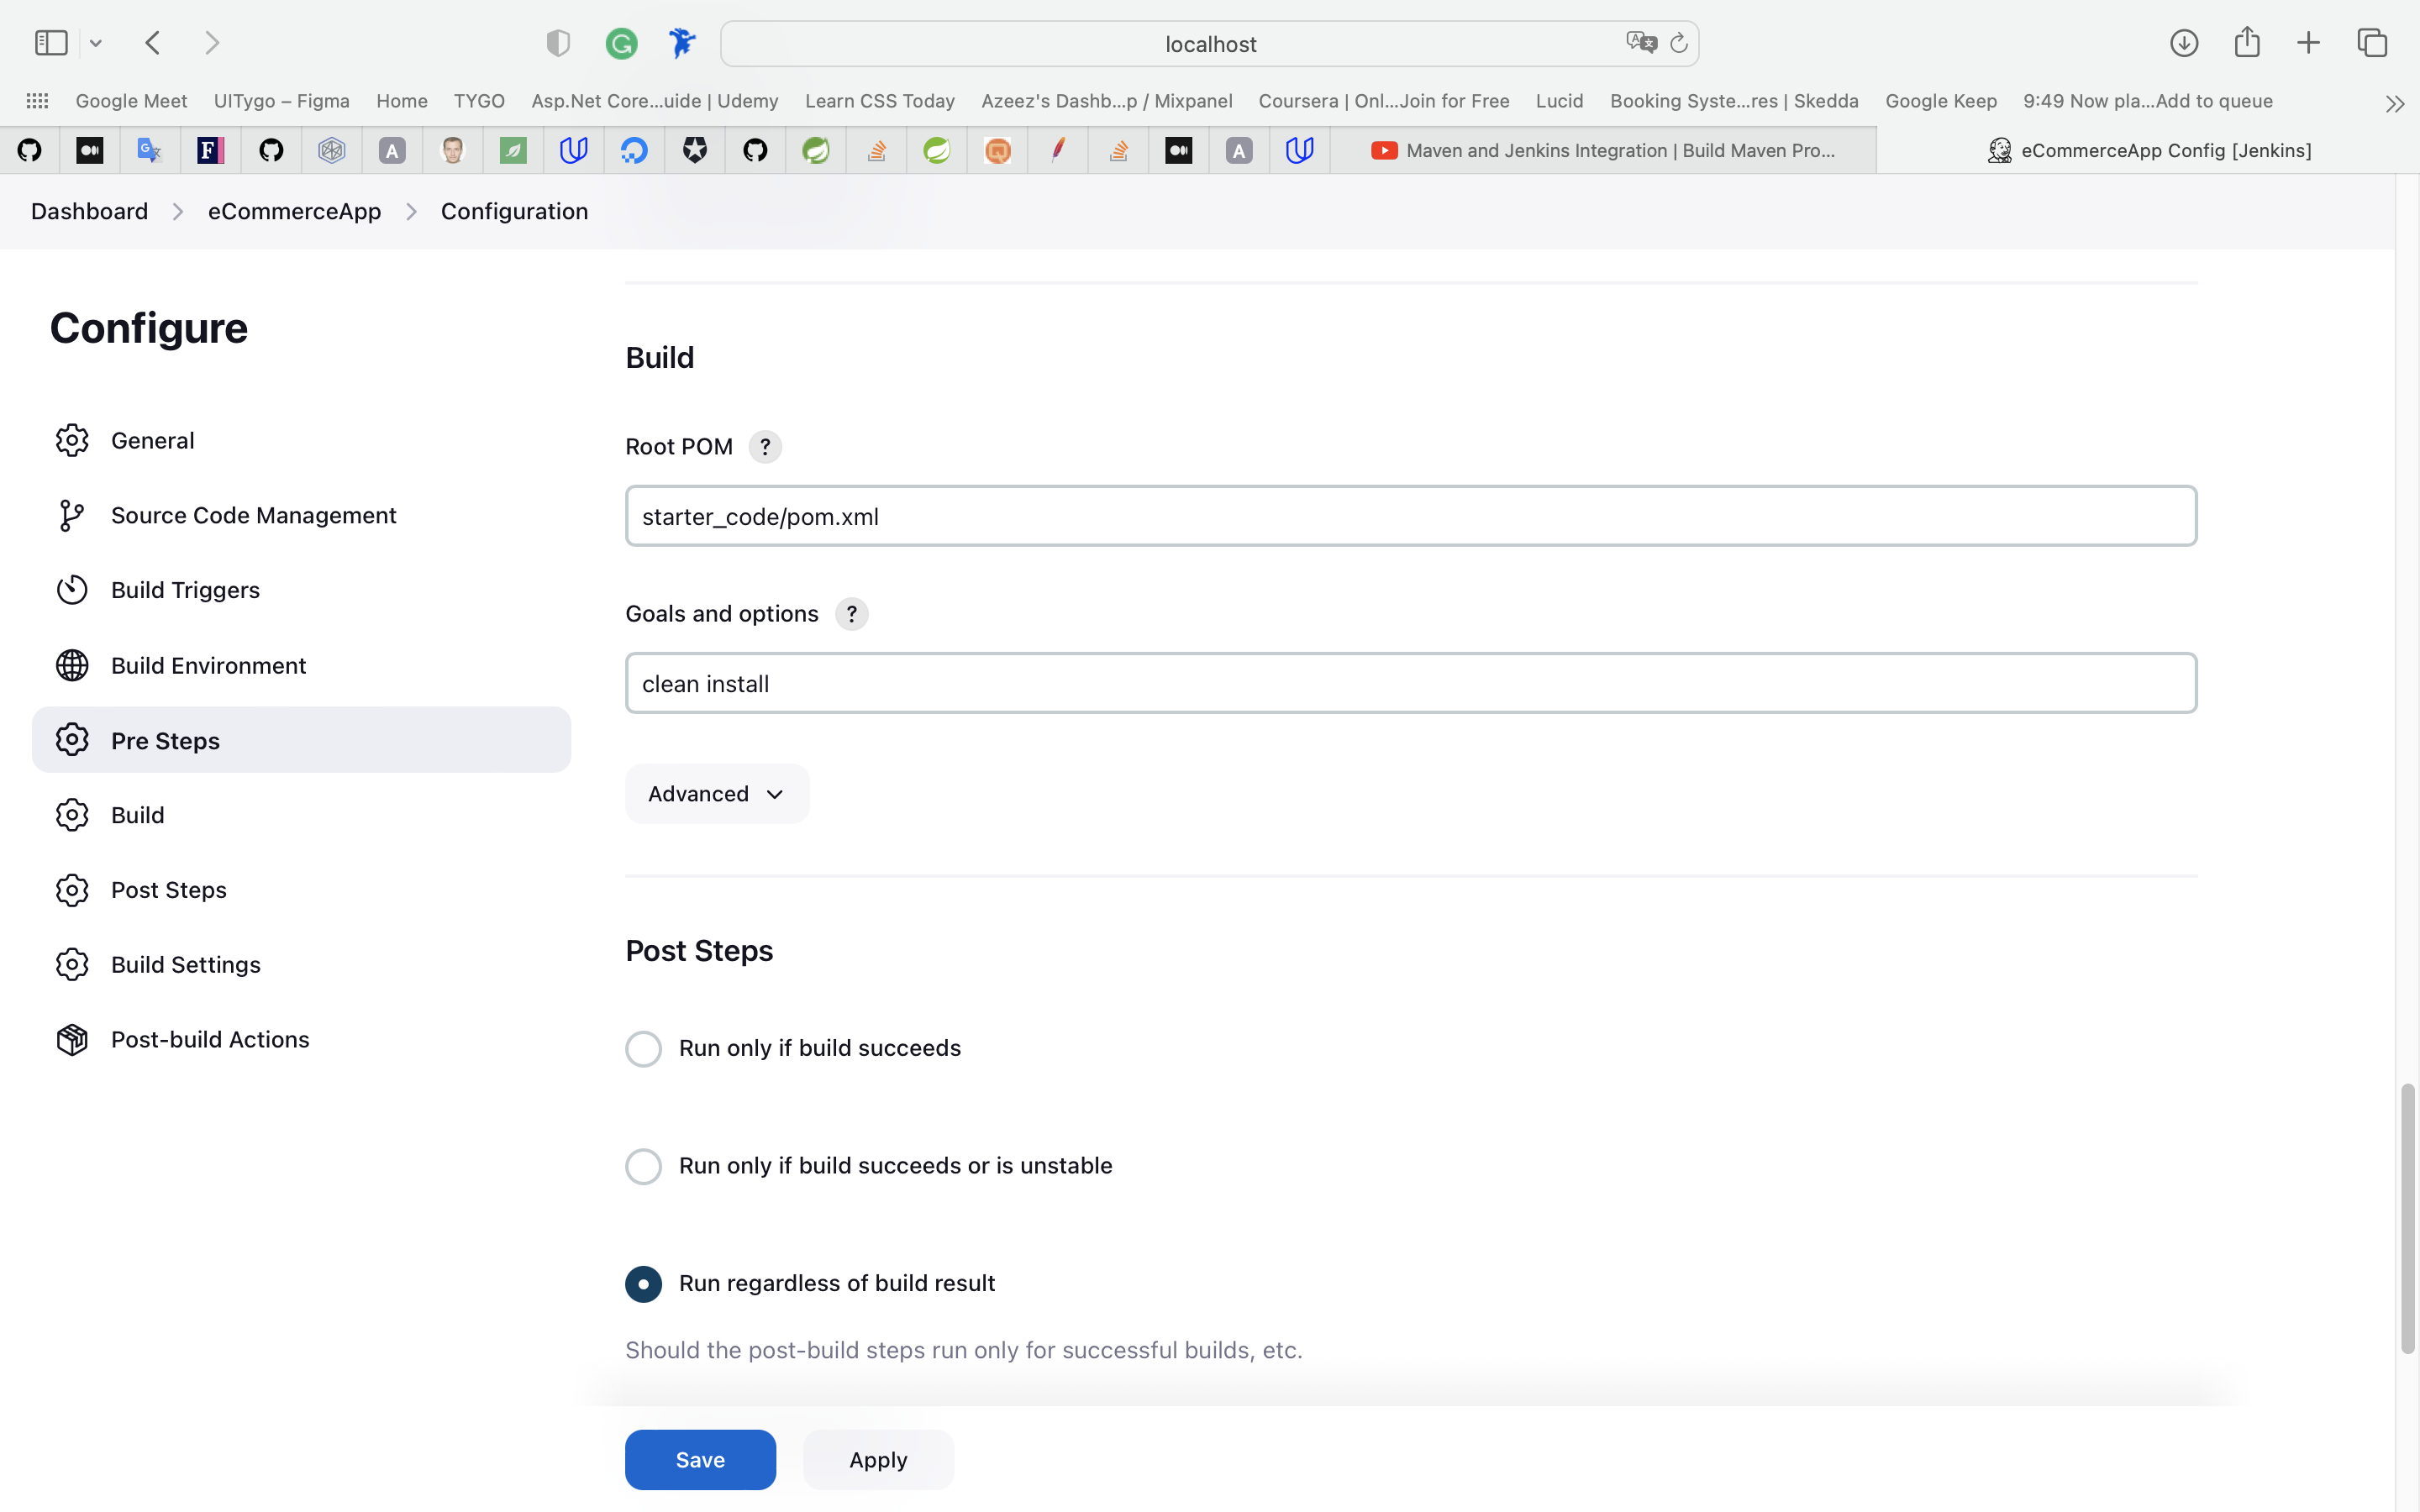 localhost
Google Meet UITygo – Figma Home TYGO Asp.Net Core...uide | Udemy Learn CSS Today Azeez's Dashb...p / Mixpanel Coursera | Onl...Join for Free Lucid Booking Syste...res | Skedda Google Keep 9:49 Now pla...Add to queue
Maven and Jenkins Integration | Build Maven Pro... eCommerceApp Config [Jenkins]
Dashboard eCommerceApp Configuration
Configure
General
Source Code Management
Build Triggers
Build Environment
Pre Steps
Build
Post Steps
Build Settings
Post-build Actions
Build
Root POM ?
starter_code/pom.xml
Goals and options ?
clean install
Advanced
Post Steps
Run only if build succeeds
Run only if build succeeds or is unstable
Run regardless of build result
Should the post-build steps run only for successful builds, etc.
Save Apply